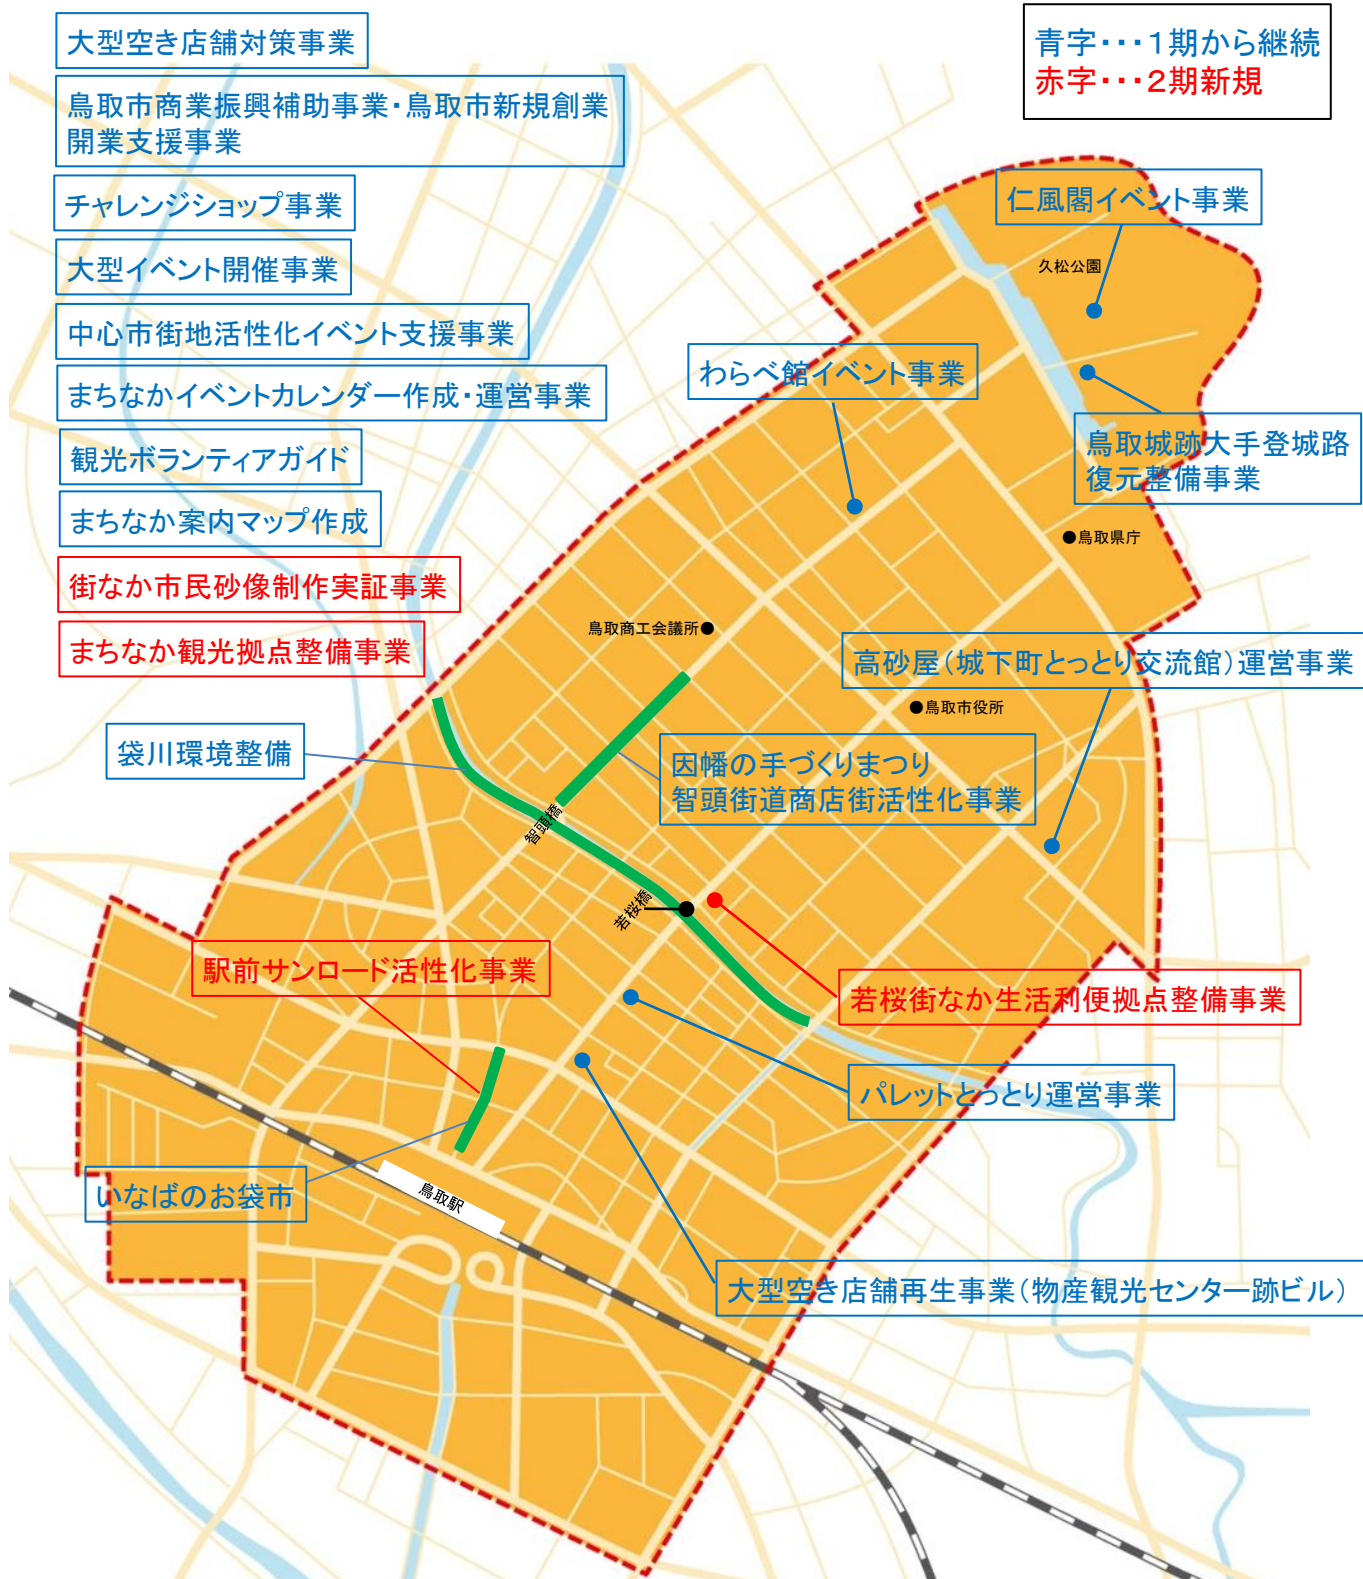 大型空き店舗対策事業
青字・・・1期から継続
赤字・・・2期新規
鳥取市商業振興補助事業・鳥取市新規創業
開業支援事業
チャレンジショップ事業
仁風閣イベント事業
大型イベント開催事業
久松公園
中心市街地活性化イベント支援事業
わらべ館イベント事業
まちなかイベントカレンダー作成・運営事業
鳥取城跡大手登城路
復元整備事業
観光ボランティアガイド
まちなか案内マップ作成
●鳥取県庁
街なか市民砂像制作実証事業
鳥取商工会議所●
まちなか観光拠点整備事業
高砂屋（城下町とっとり交流館）運営事業
●鳥取市役所
袋川環境整備
因幡の手づくりまつり
智頭街道商店街活性化事業
智頭橋
若桜橋
駅前サンロード活性化事業
若桜街なか生活利便拠点整備事業
パレットとっとり運営事業
いなばのお袋市
鳥取駅
大型空き店舗再生事業（物産観光センター跡ビル）